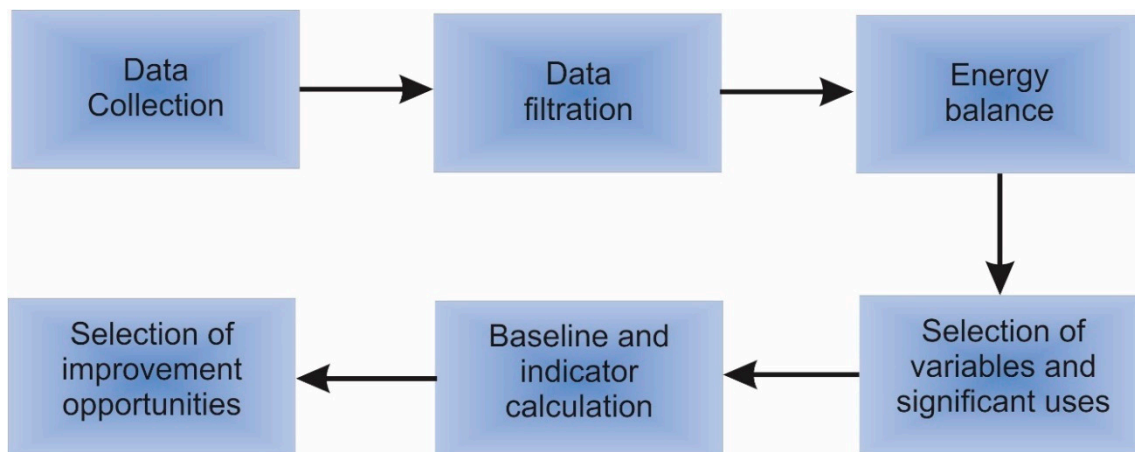 Data
Collection
Data
filtration
Energy
balance
Selection of
variables and
significant uses
Baseline and
indicator
calculation
Selection of
improvement
opportunities